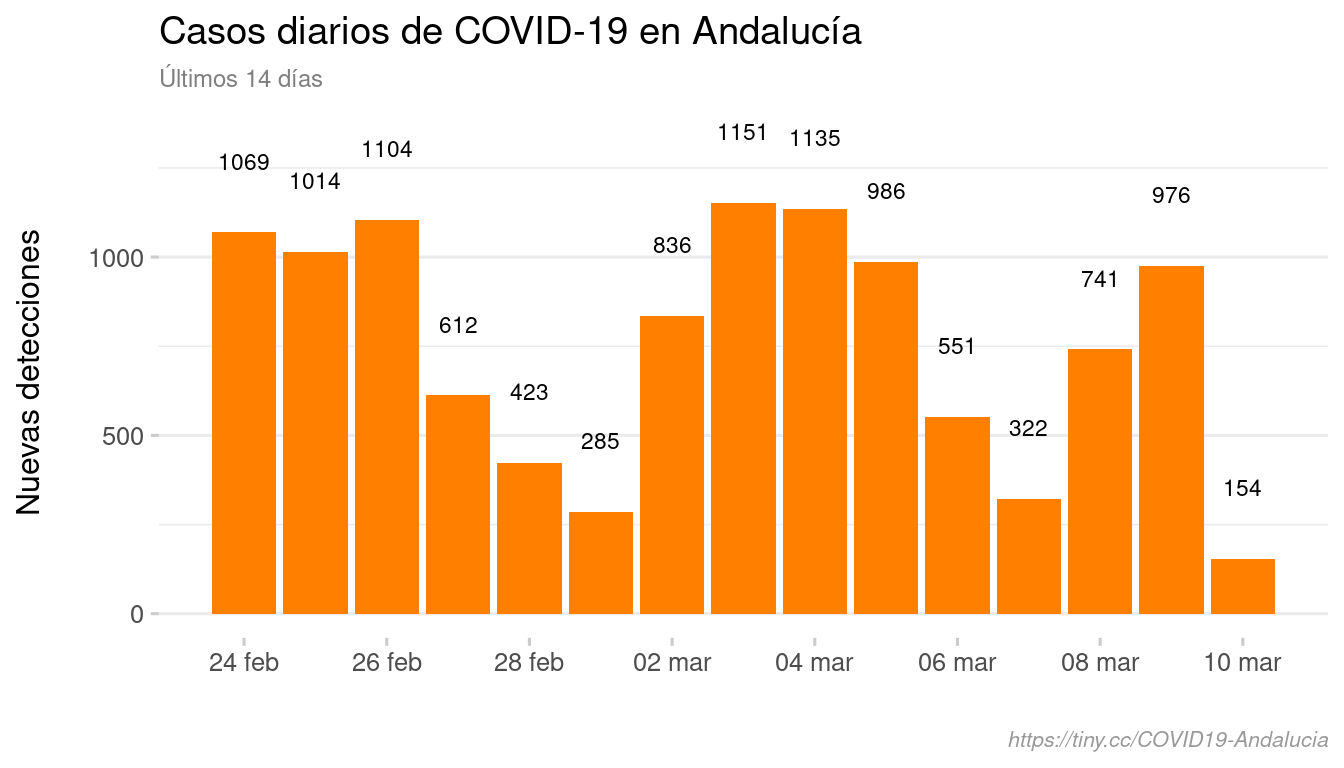 Casos diarios de COVID-19 en Andalucía
Últimos 14 días
Nuevas detecciones
1000
500
0
1069
1014
1104
612
423
285
836
1151
1135
986
551
322
741
976
154
24 feb
26 feb
28 feb
02 mar
04 mar
06 mar
08 mar
10 mar
https://tiny.cc/COVID19-Andalucia